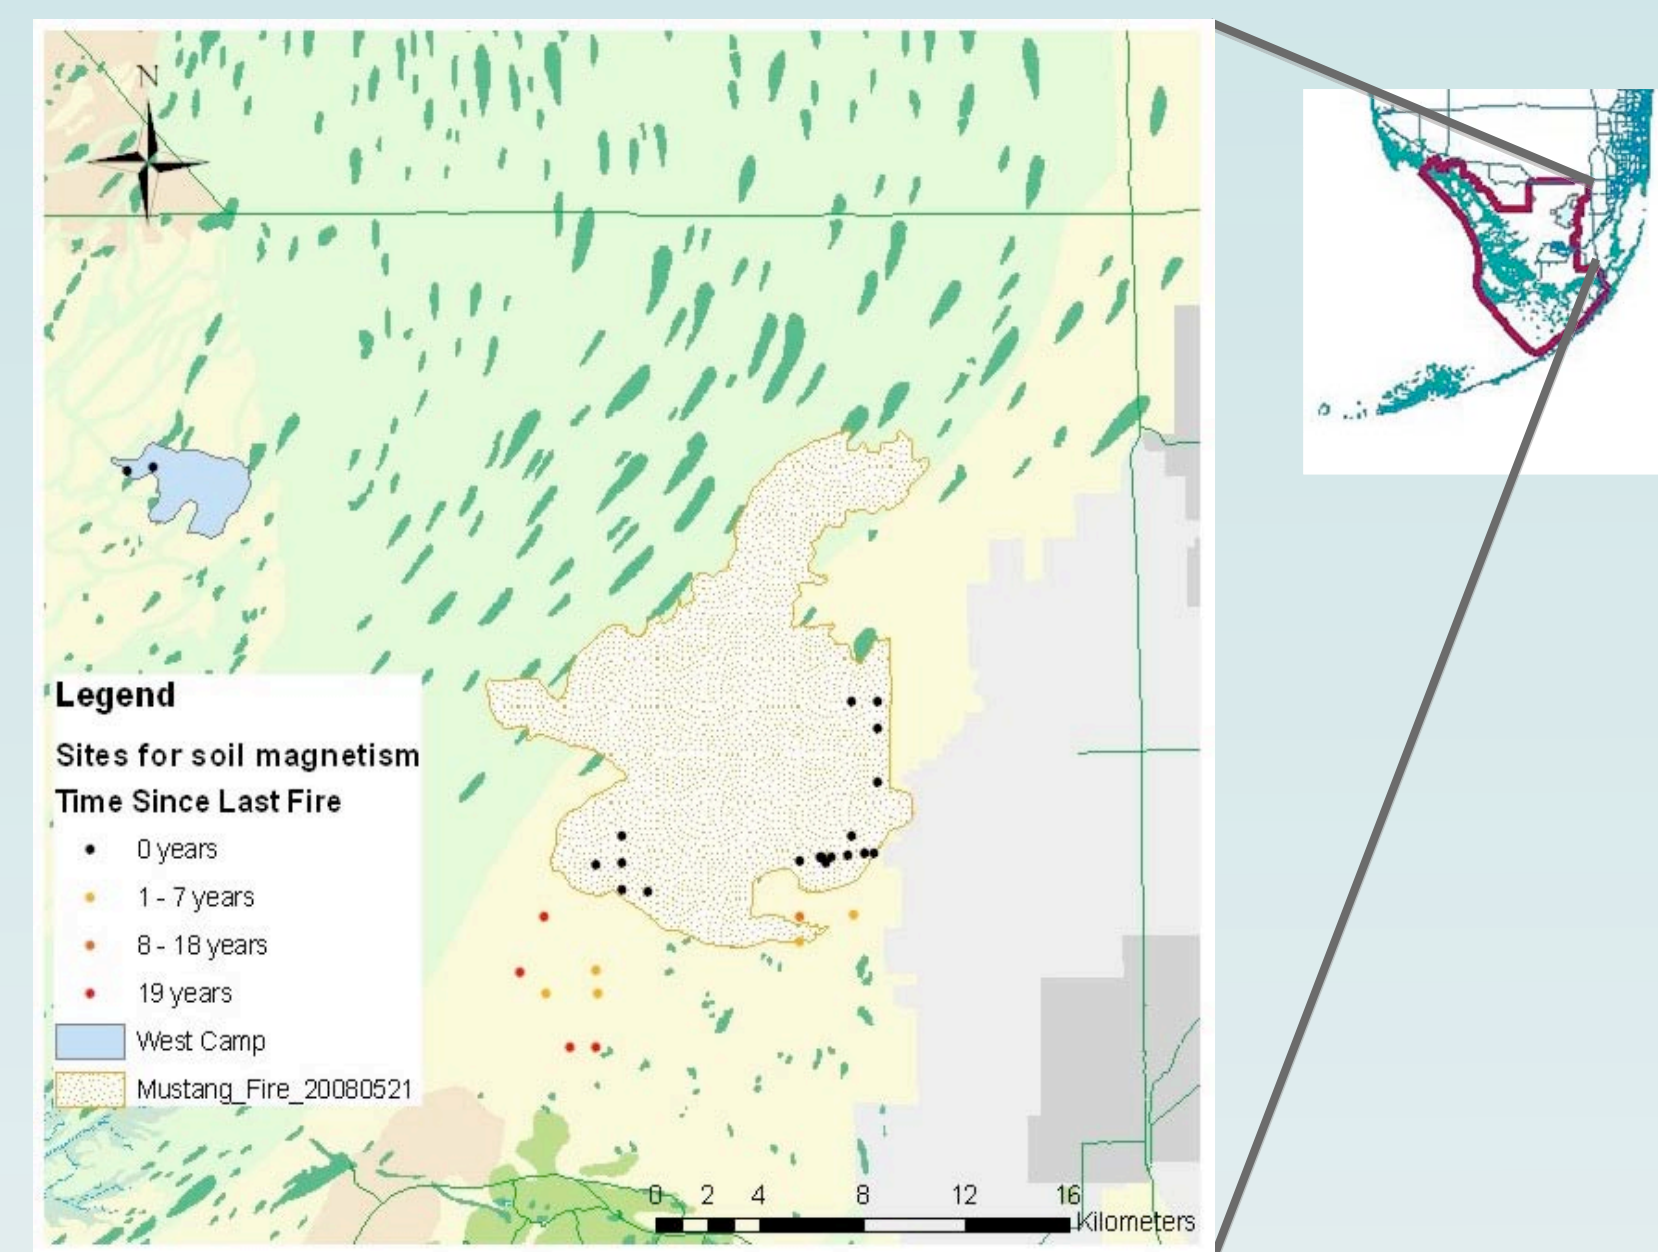 N
Legend
Sites for soil magnetism
Time Since Last Fire
0 years
1 - 7 years
8 - 18 years
19 years
West Camp
Mustang_Fire_20080521
0 2 4 8 12 16
Kilometers